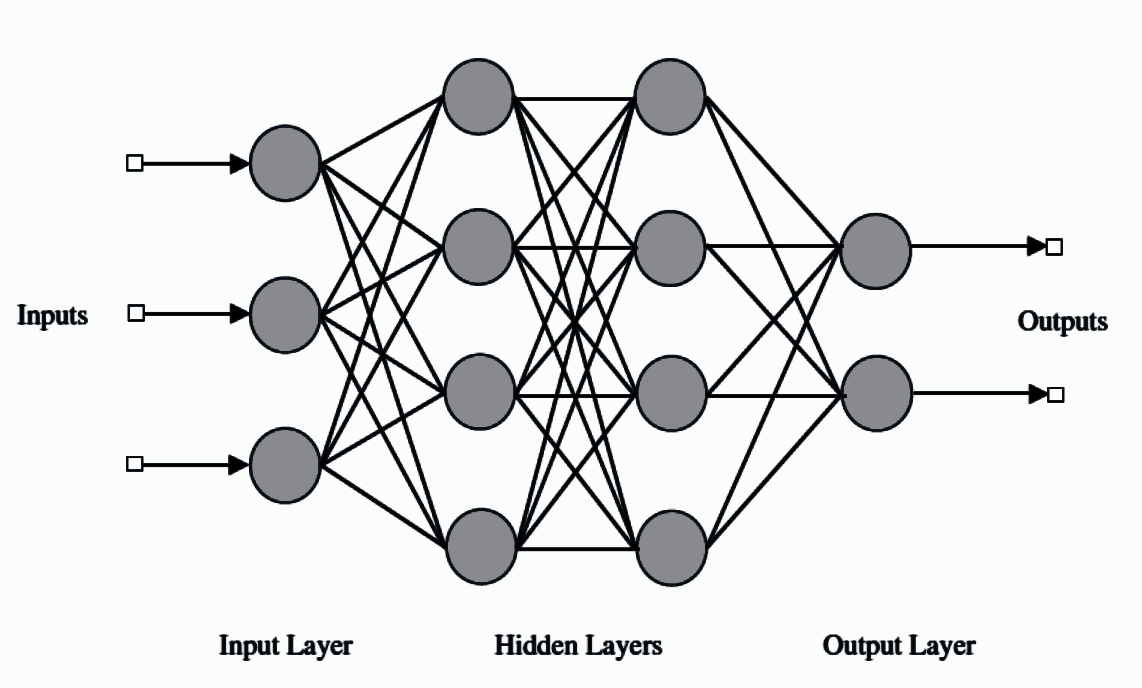 Inputs
Outputs
Input Layer
Hidden Layers
Output Layer